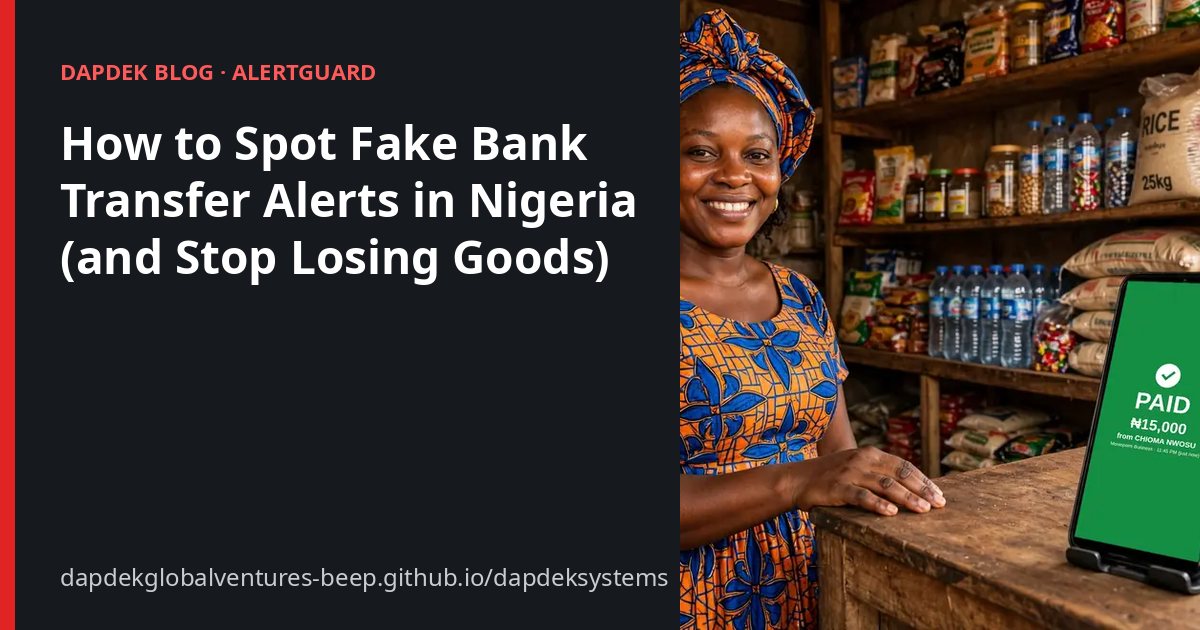 DAPDEK BLOG · ALERTGUARD
How to Spot Fake Bank
Transfer Alerts in Nigeria
(and Stop Losing Goods)
dapdekglobalventures-beep.github.io/dapdeksystems
RICE
25kg
PAID
₦15,000
from CHIOMA NWOSU